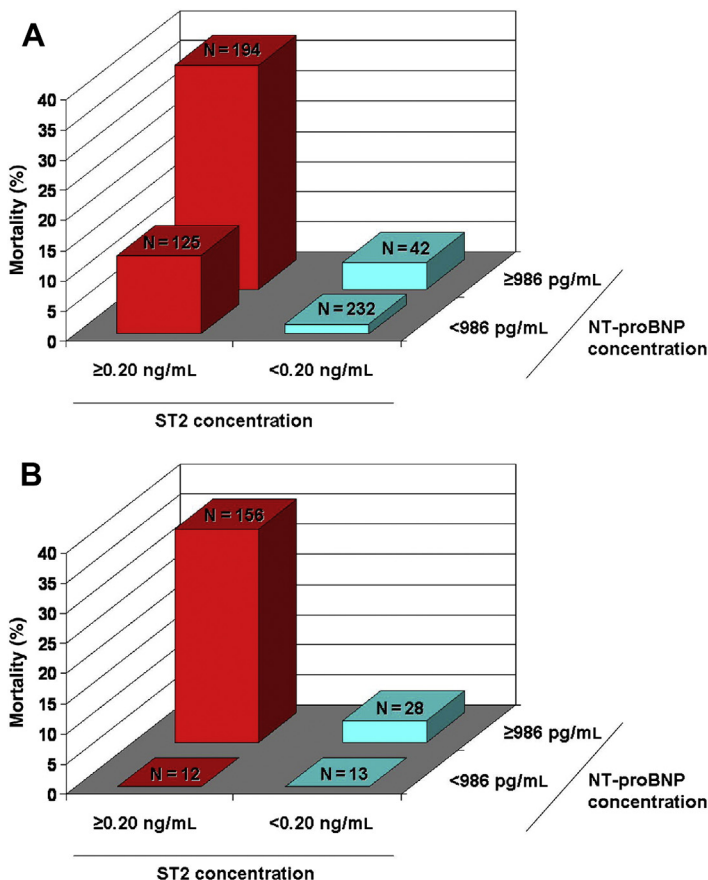 A
Mortality (%)
40
35
30
25
20
15
10
5
0
N = 194
N = 125
N = 42
N = 232
≥986 pg/mL
<986 pg/mL
NT-proBNP
concentration
≥0.20 ng/mL
<0.20 ng/mL
ST2 concentration
B
Mortality (%)
40
35
30
25
20
15
10
5
0
N = 156
N = 28
N = 12
N = 13
≥986 pg/mL
<986 pg/mL
NT-proBNP
concentration
≥0.20 ng/mL
<0.20 ng/mL
ST2 concentration